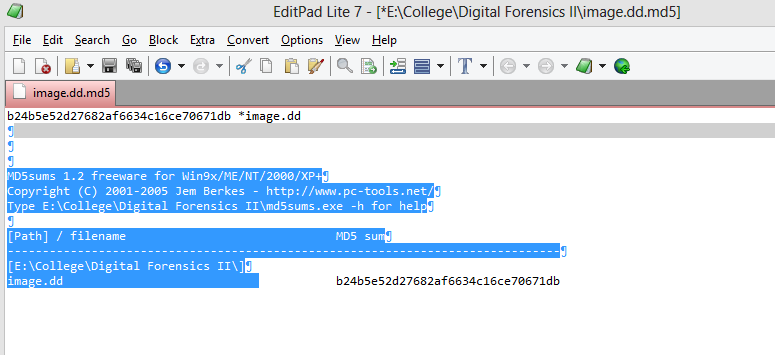 EditPad Lite 7 - [*E:\College\Digital Forensics II\image.dd.md5]
File Edit Search Go Block Extra Convert Options View Help
image.dd.md5
b24b5e52d27682af6634c16ce70671db *image.dd
¶
¶
¶
MD5sums 1.2 freeware for Win9x/ME/NT/2000/XP+¶
Copyright (C) 2001-2005 Jem Berkes - http://www.pc-tools.net/¶
Type E:\College\Digital Forensics II\md5sums.exe -h for help¶
¶
[Path] / filename                              MD5 sum¶
-------------------------------------------------------------------------------¶
[E:\College\Digital Forensics II\]¶
image.dd                                       b24b5e52d27682af6634c16ce70671db